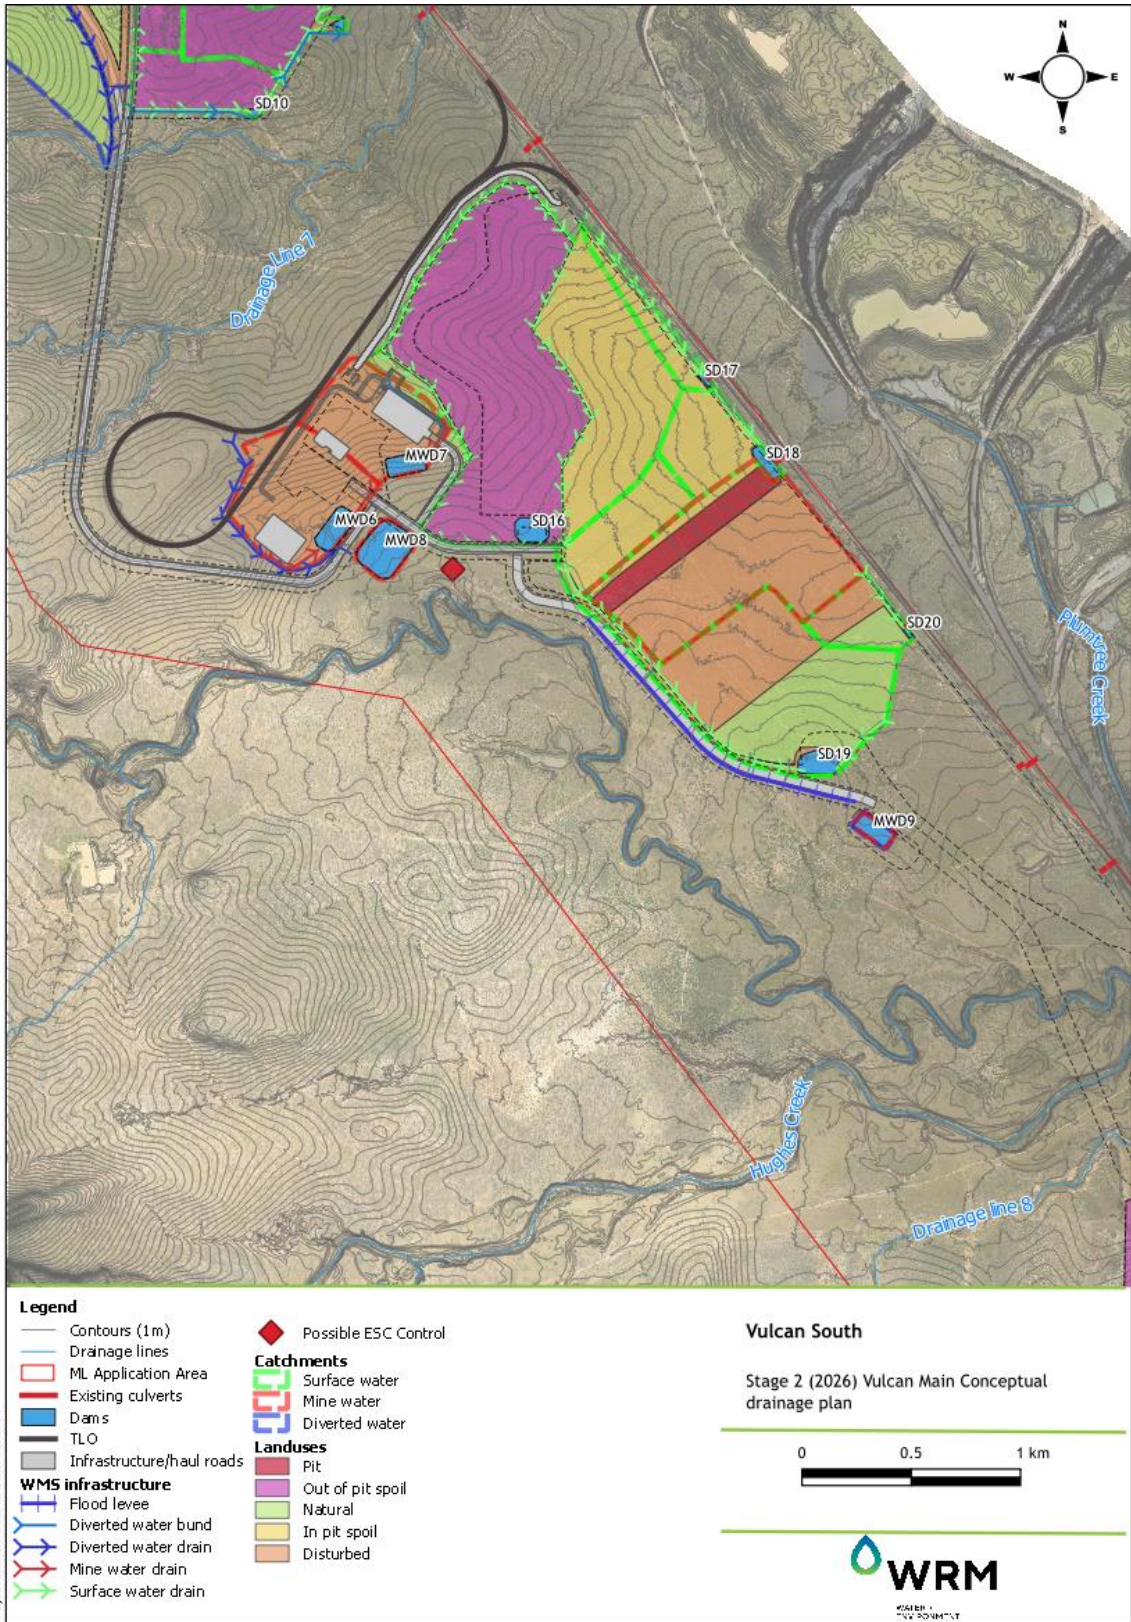 N
W E
S
SD10
Drainage Line 7
SD17
SD18
MWD7
MWD6
SD16
MWD8
SD20
Plumtree Creek
SD19
MWD9
Hughes Creek
Drainage line 8
Legend
Contours (1m)
Drainage lines
ML Application Area
Existing culverts
Dams
TLO
Infrastructure/haul roads
WMS infrastructure
Flood levee
Diverted water bund
Diverted water drain
Mine water drain
Surface water drain
Possible ESC Control
Catchments
Surface water
Mine water
Diverted water
Landuses
Pit
Out of pit spoil
Natural
In pit spoil
Disturbed
Vulcan South
Stage 2 (2026) Vulcan Main Conceptual
drainage plan
0 0.5 1 km
WRM
WATER +
ENVIRONMENT